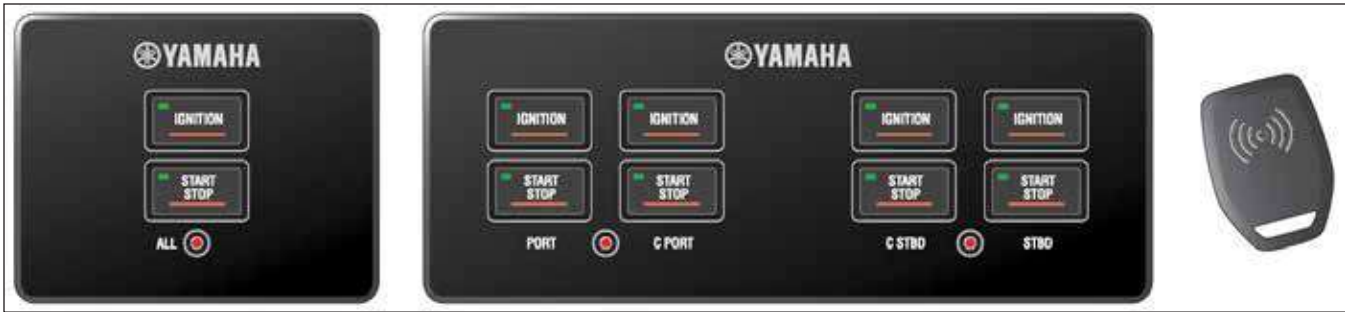 YAMAHA
IGNITION
START
STOP
ALL
YAMAHA
IGNITION IGNITION IGNITION IGNITION
START START START START
STOP STOP STOP STOP
PORT C PORT C STBD STBD